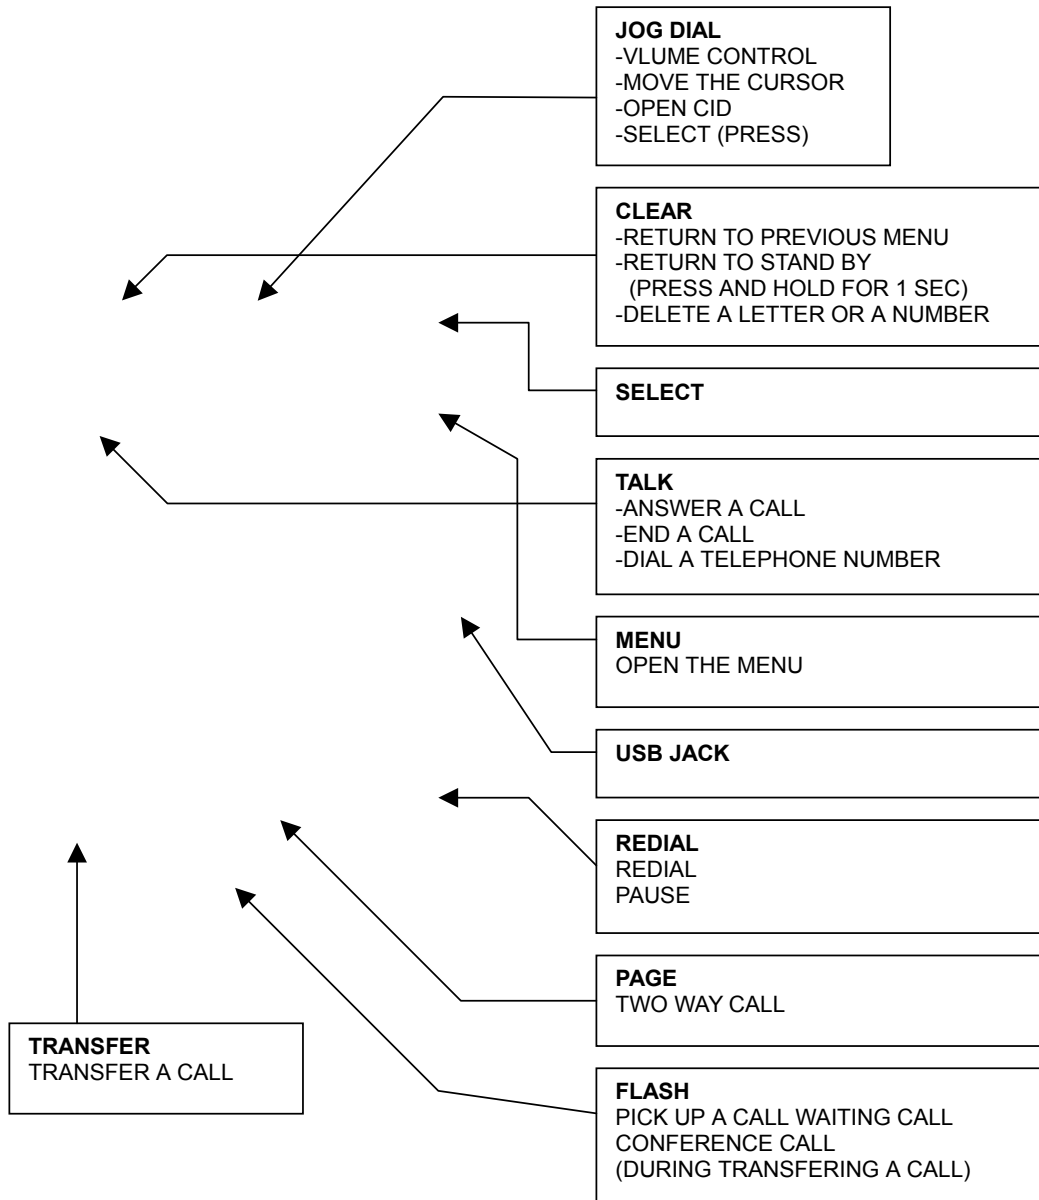 JOG DIAL
-VLUME CONTROL
-MOVE THE CURSOR
-OPEN CID
-SELECT (PRESS)
CLEAR
-RETURN TO PREVIOUS MENU
-RETURN TO STAND BY
(PRESS AND HOLD FOR 1 SEC)
-DELETE A LETTER OR A NUMBER
SELECT
TALK
-ANSWER A CALL
-END A CALL
-DIAL A TELEPHONE NUMBER
MENU
OPEN THE MENU
USB JACK
REDIAL
REDIAL
PAUSE
PAGE
TWO WAY CALL
TRANSFER
TRANSFER A CALL
FLASH
PICK UP A CALL WAITING CALL
CONFERENCE CALL
(DURING TRANSFERING A CALL)